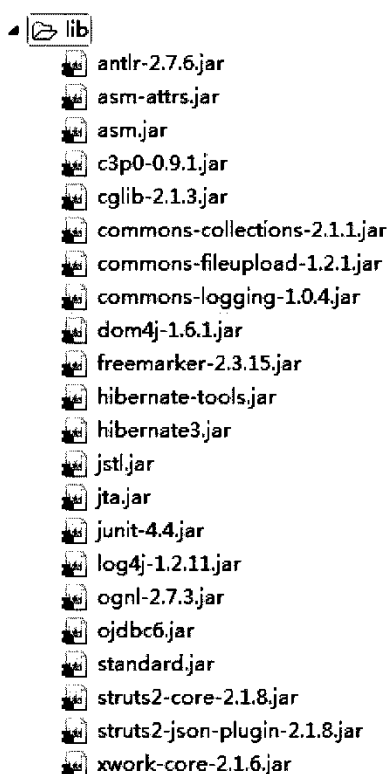 lib
antlr-2.7.6.jar
asm-attrs.jar
asm.jar
c3p0-0.9.1.jar
cglib-2.1.3.jar
commons-collections-2.1.1.jar
commons-fileupload-1.2.1.jar
commons-logging-1.0.4.jar
dom4j-1.6.1.jar
freemarker-2.3.15.jar
hibernate-tools.jar
hibernate3.jar
jstl.jar
jta.jar
junit-4.4.jar
log4j-1.2.11.jar
ognl-2.7.3.jar
ojdbc6.jar
standard.jar
struts2-core-2.1.8.jar
struts2-json-plugin-2.1.8.jar
xwork-core-2.1.6.jar